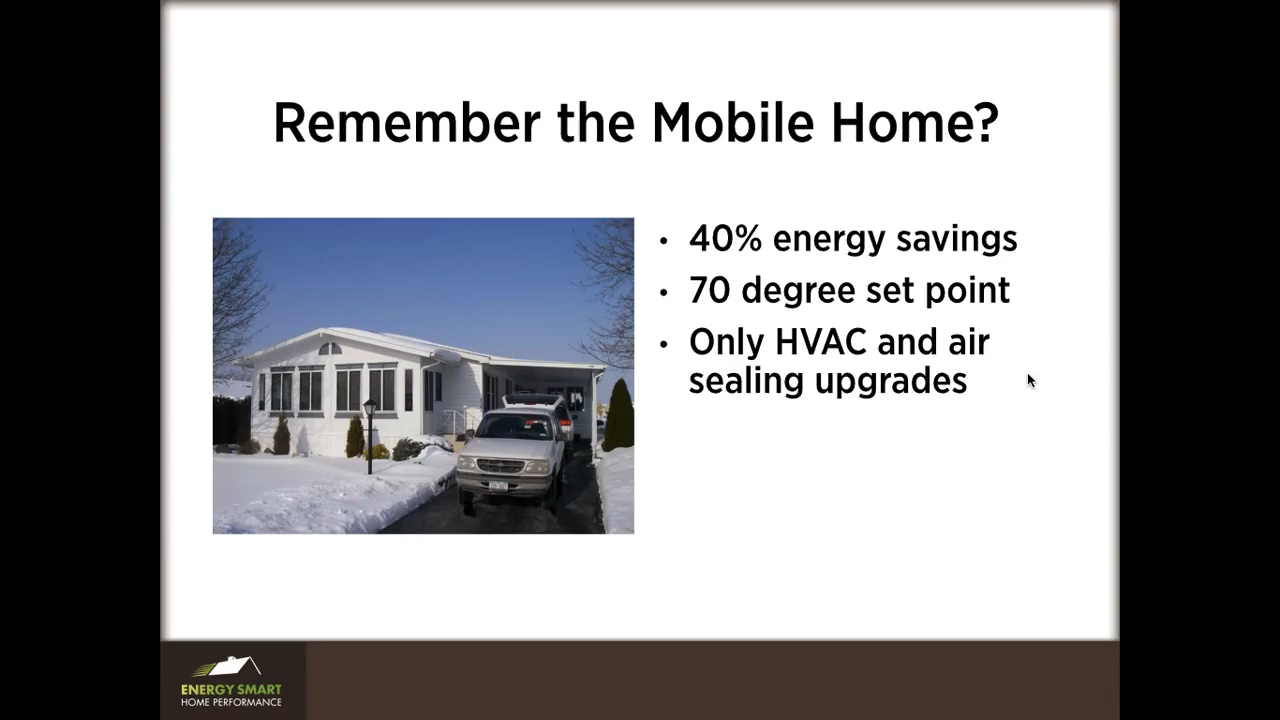 Remember the Mobile Home?
• 40% energy savings
• 70 degree set point
• Only HVAC and air
sealing upgrades
ENERGY SMART
HOME PERFORMANCE